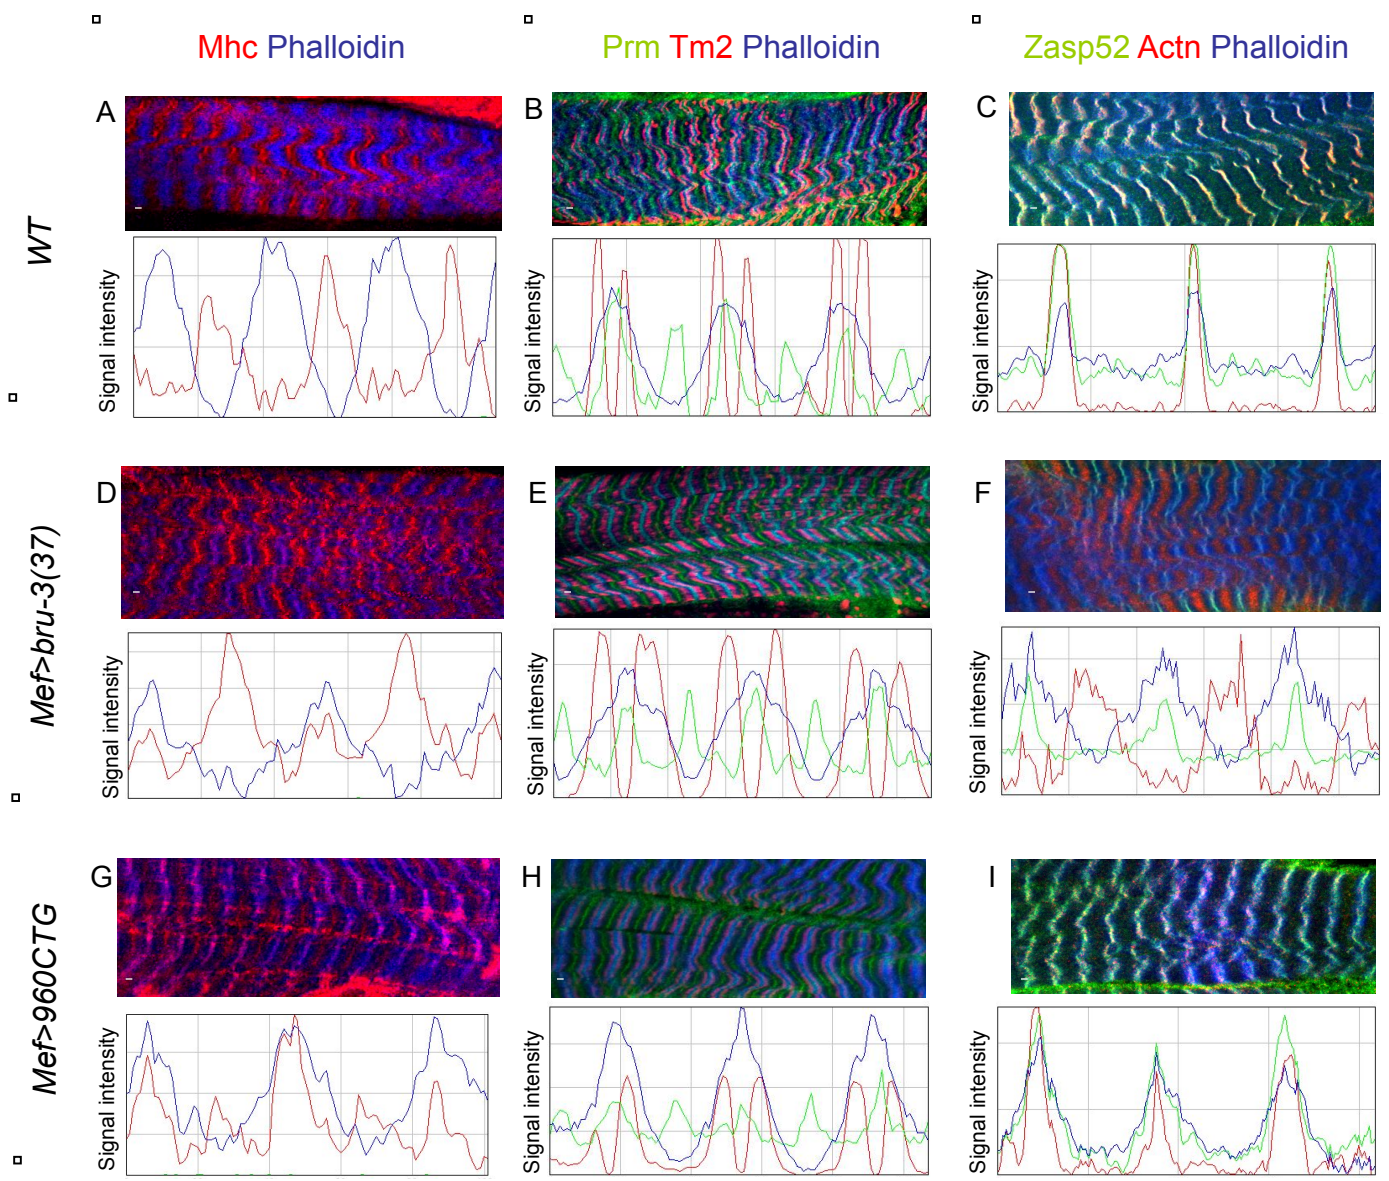 Mhc Phalloidin
Prm Tm2 Phalloidin
Zasp52 Actn Phalloidin
WT
A
B
C
Signal intensity
Signal intensity
Signal intensity
Mef>bru-3(37)
D
E
F
Signal intensity
Signal intensity
Signal intensity
Mef>960CTG
G
H
I
Signal intensity
Signal intensity
Signal intensity